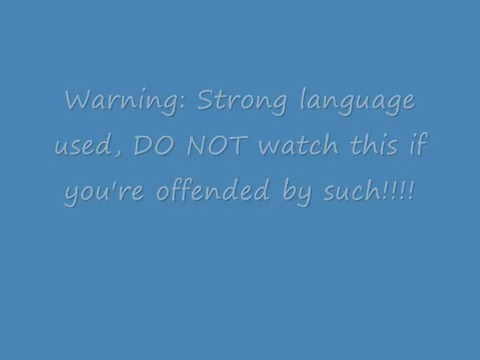 Warning: Strong language
used, DO NOT watch this if
you're offended by such!!!!